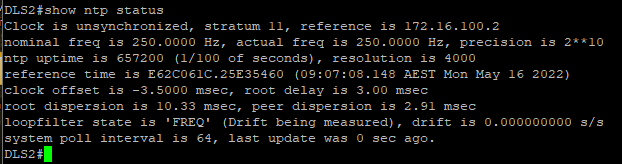 DLS2#show ntp status
Clock is unsynchronized, stratum 11, reference is 172.16.100.2
nominal freq is 250.0000 Hz, actual freq is 250.0000 Hz, precision is 2**10
ntp uptime is 657200 (1/100 of seconds), resolution is 4000
reference time is E62C061C.25E35460 (09:07:08.148 AEST Mon May 16 2022)
clock offset is -3.5000 msec, root delay is 3.00 msec
root dispersion is 10.33 msec, peer dispersion is 2.91 msec
loopfilter state is 'FREQ' (Drift being measured), drift is 0.000000000 s/s
system poll interval is 64, last update was 0 sec ago.
DLS2#